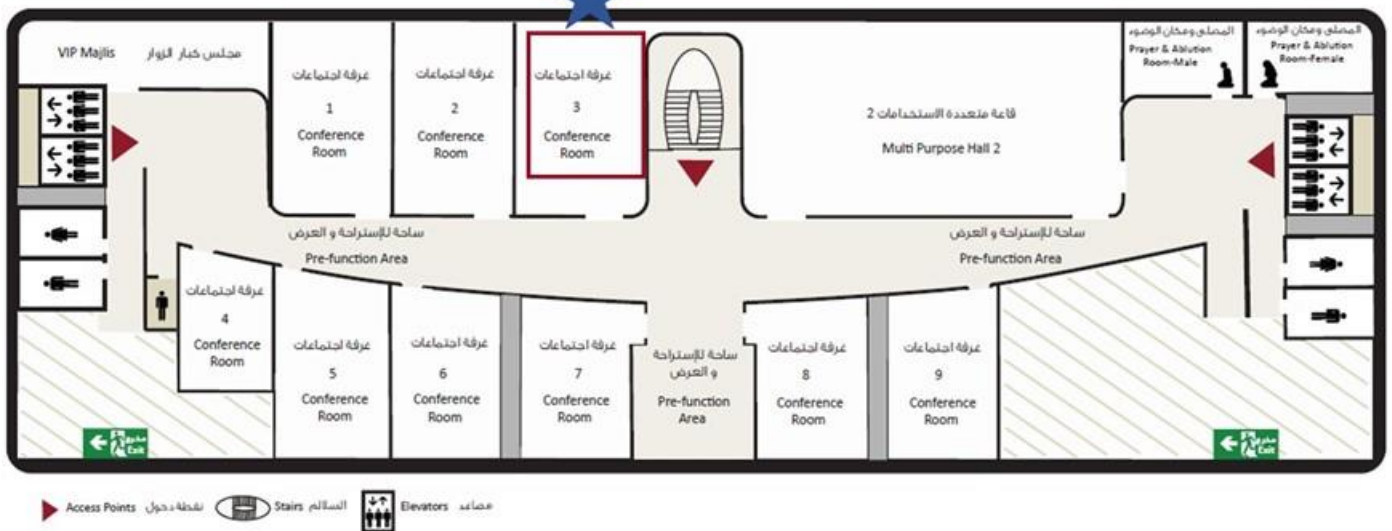 VIP Majlis مجلس كبار الزوار
غرفة اجتماعات
1
Conference
Room
غرفة اجتماعات
2
Conference
Room
غرفة اجتماعات
3
Conference
Room
قاعة متعددة الاستخدامات 2
Multi Purpose Hall 2
المصلى ومكان الوضوء
Prayer & Ablution
Room-Male
المصلى ومكان الوضوء
Prayer & Ablution
Room-Female
ساحة للإستراحة و العرض
Pre-function Area
ساحة للإستراحة و العرض
Pre-function Area
غرفة اجتماعات
4
Conference
Room
غرفة اجتماعات
5
Conference
Room
غرفة اجتماعات
6
Conference
Room
غرفة اجتماعات
7
Conference
Room
ساحة للإستراحة
و العرض
Pre-function
Area
غرفة اجتماعات
8
Conference
Room
غرفة اجتماعات
9
Conference
Room
مخرج
Exit
مخرج
Exit
Access Points نقطة دخول
Stairs السلالم
Elevators مصاعد